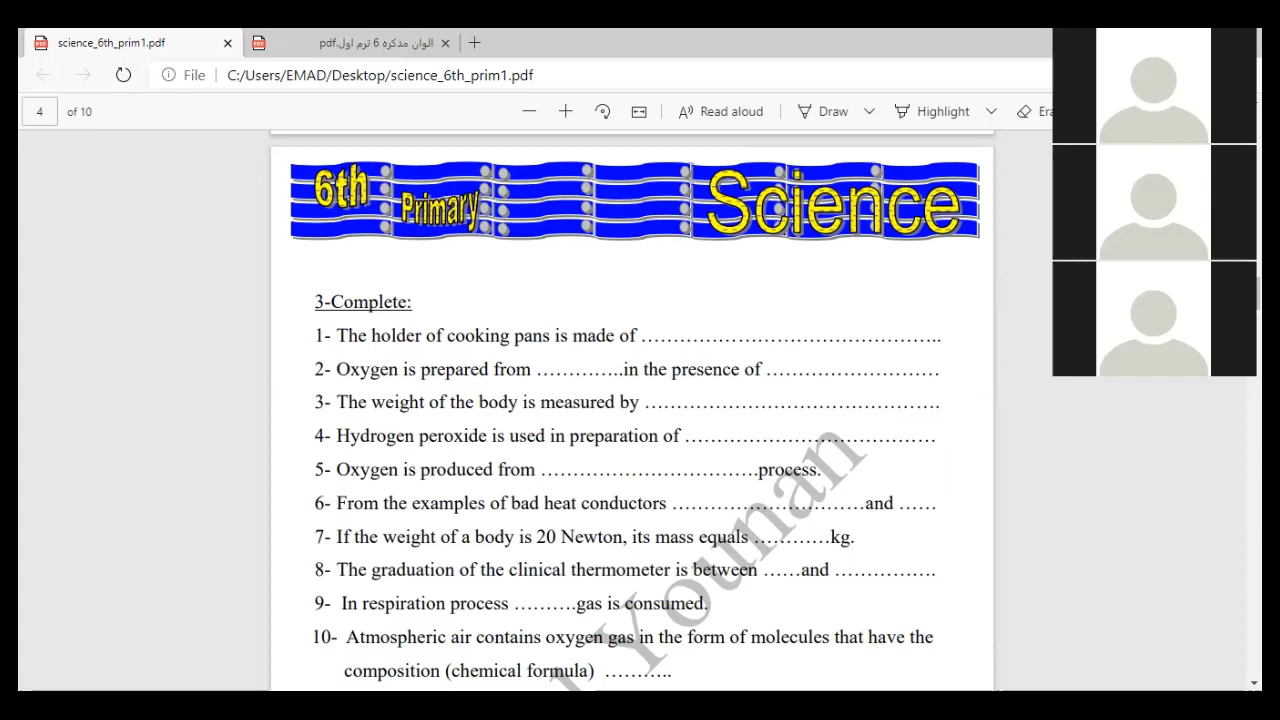 science_6th_prim1.pdf
الوان مذكره 6 ترم اول.pdf
File C:/Users/EMAD/Desktop/science_6th_prim1.pdf
4 of 10 Read aloud Draw Highlight Era
6th Primary Science
3-Complete:
1- The holder of cooking pans is made of ………………………………………..
2- Oxygen is prepared from …………..in the presence of ………………………
3- The weight of the body is measured by ……………………………………….
4- Hydrogen peroxide is used in preparation of …………………………………
5- Oxygen is produced from …………………………….process.
6- From the examples of bad heat conductors …………………………and ……
7- If the weight of a body is 20 Newton, its mass equals …………kg.
8- The graduation of the clinical thermometer is between ……and …………….
9- In respiration process ……….gas is consumed.
10- Atmospheric air contains oxygen gas in the form of molecules that have the
composition (chemical formula) ………..
Younan